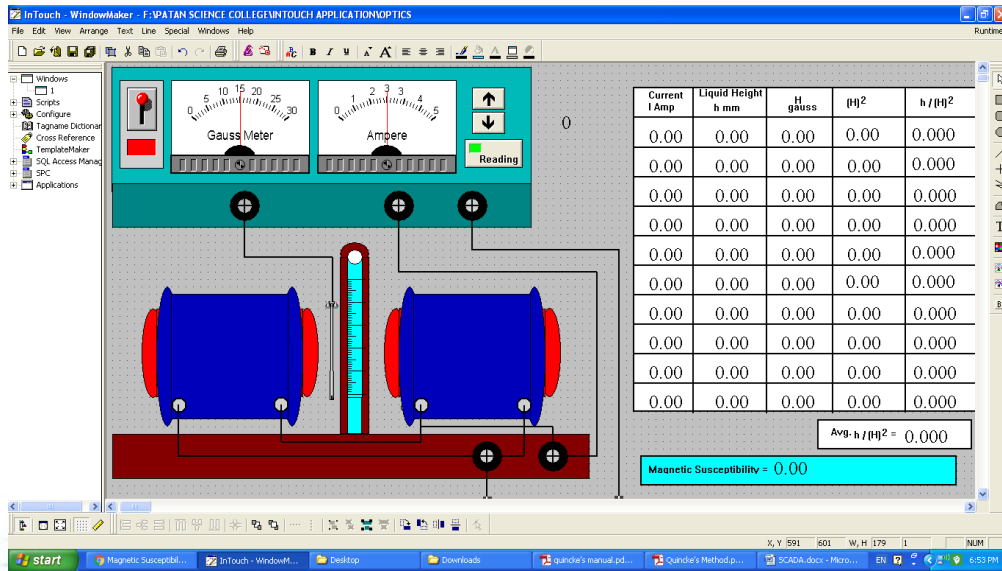 InTouch - WindowMaker - F:\PATAN SCIENCE COLLEGE\INTOUCH APPLICATION\OPTICS
File Edit View Arrange Text Line Special Windows Help
Runtime
B I U A A
Windows
1
Scripts
Configure
Tagname Dictionar
Cross Reference
TemplateMaker
SQL Access Manag
SPC
Applications
0 5 10 15 20 25 30
Gauss Meter
0 1 2 3 3 4 5
Ampere
Reading
0
Current I Amp Liquid Height h mm H gauss (H)2 h / (H)2
0.00 0.00 0.00 0.00 0.000
0.00 0.00 0.00 0.00 0.000
0.00 0.00 0.00 0.00 0.000
0.00 0.00 0.00 0.00 0.000
0.00 0.00 0.00 0.00 0.000
0.00 0.00 0.00 0.00 0.000
0.00 0.00 0.00 0.00 0.000
0.00 0.00 0.00 0.00 0.000
0.00 0.00 0.00 0.00 0.000
0.00 0.00 0.00 0.00 0.000
Avg. h / (H)2 = 0.000
Magnetic Susceptibility = 0.00
X, Y 591 601 W, H 179 1 NUM
start Magnetic Susceptibil... InTouch - WindowM... Desktop Downloads quincke's manual.pd... Quincke's Method.p... SCADA.docx - Micro... EN 6:53 PM